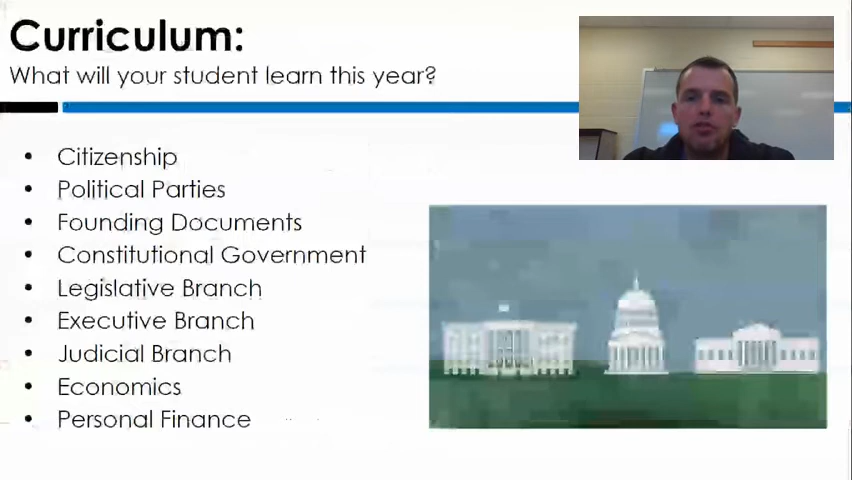 Curriculum:
What will your student learn this year?
• Citizenship
• Political Parties
• Founding Documents
• Constitutional Government
• Legislative Branch
• Executive Branch
• Judicial Branch
• Economics
• Personal Finance